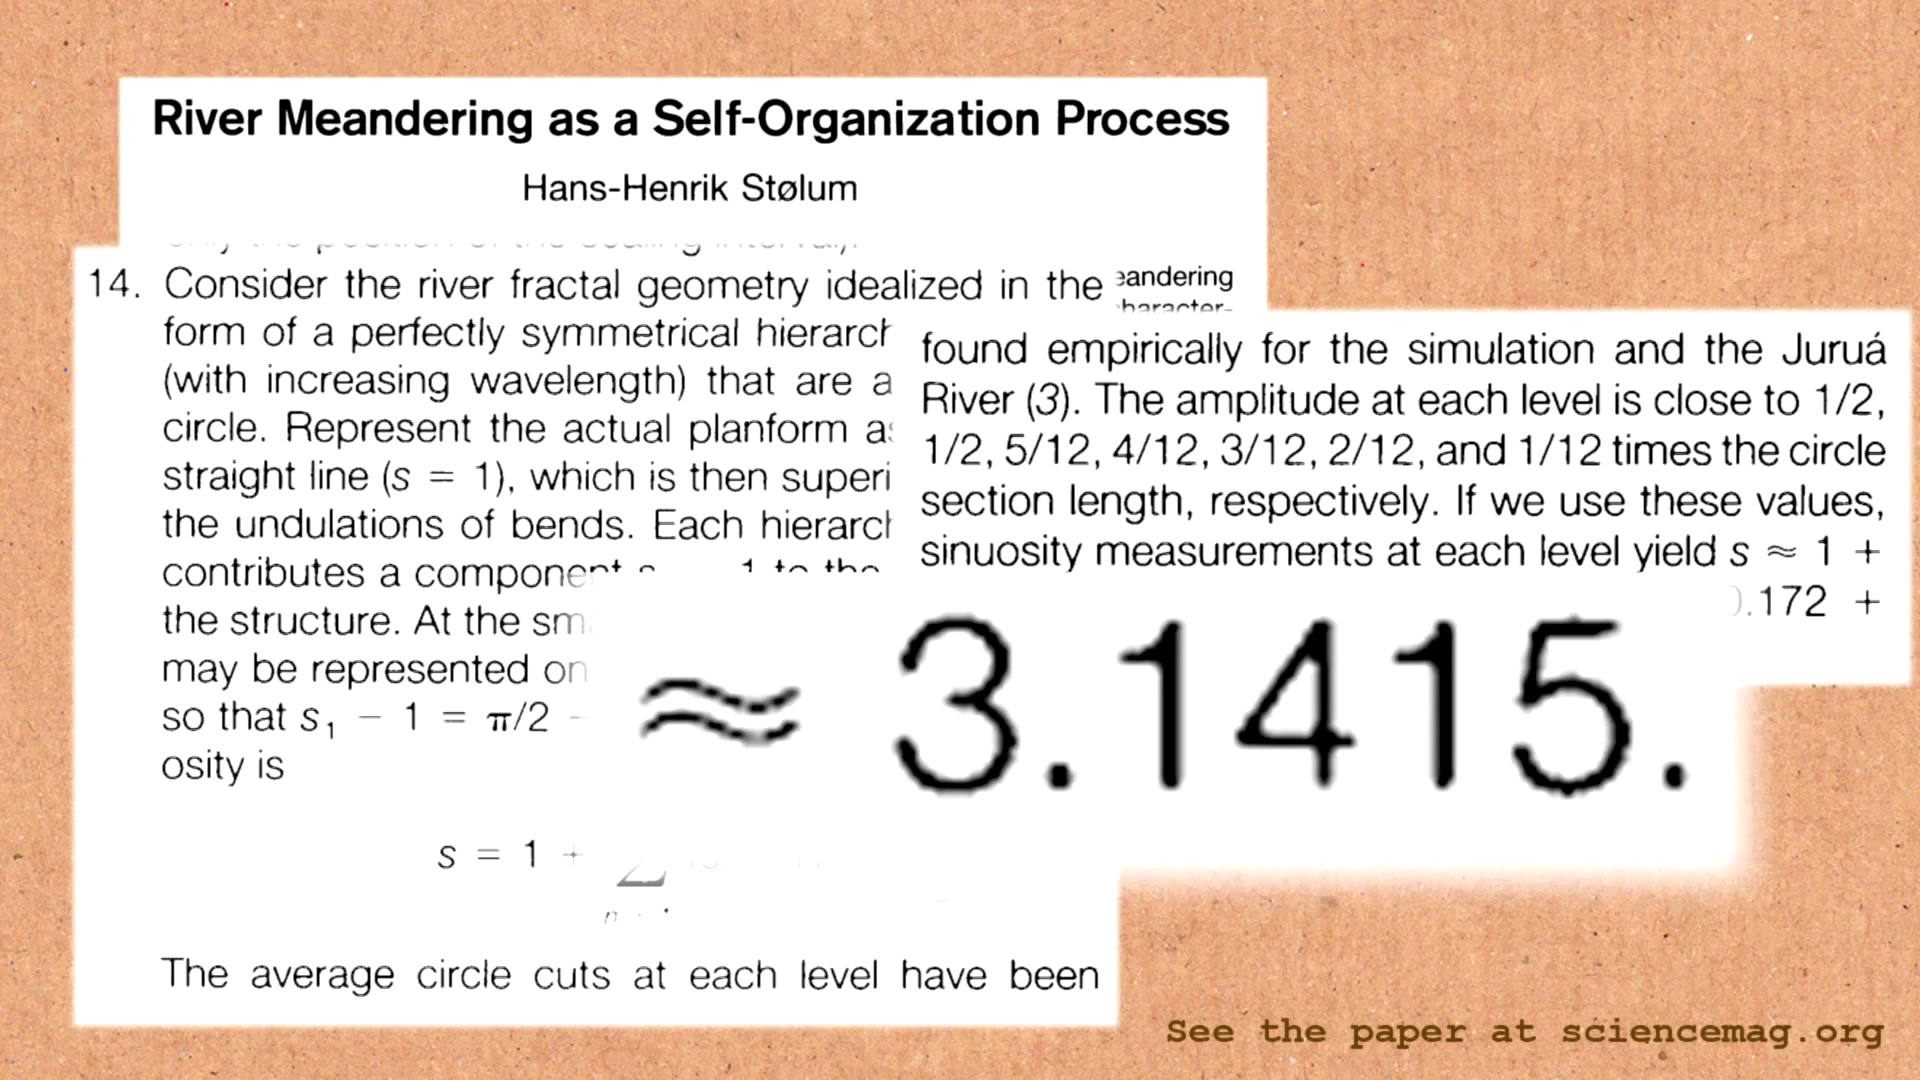 River Meandering as a Self-Organization Process
Hans-Henrik Stølum
14. Consider the river fractal geometry idealized in the
form of a perfectly symmetrical
(with increasing wavelength) that are
circle. Represent the actual planform
straight line (s = 1), which is then
the undulations of bends. Each
contributes a
the structure. At the
may be represented on
so that s₁ − 1 = π/2
osity is
s = 1 +
The average circle cuts at each level have been
found empirically for the simulation and the Juruá
River (3). The amplitude at each level is close to 1/2,
1/2, 5/12, 4/12, 3/12, 2/12, and 1/12 times the circle
section length, respectively. If we use these values,
sinuosity measurements at each level yield s ≈ 1 +
.172 +
≈ 3.1415.
See the paper at sciencemag.org